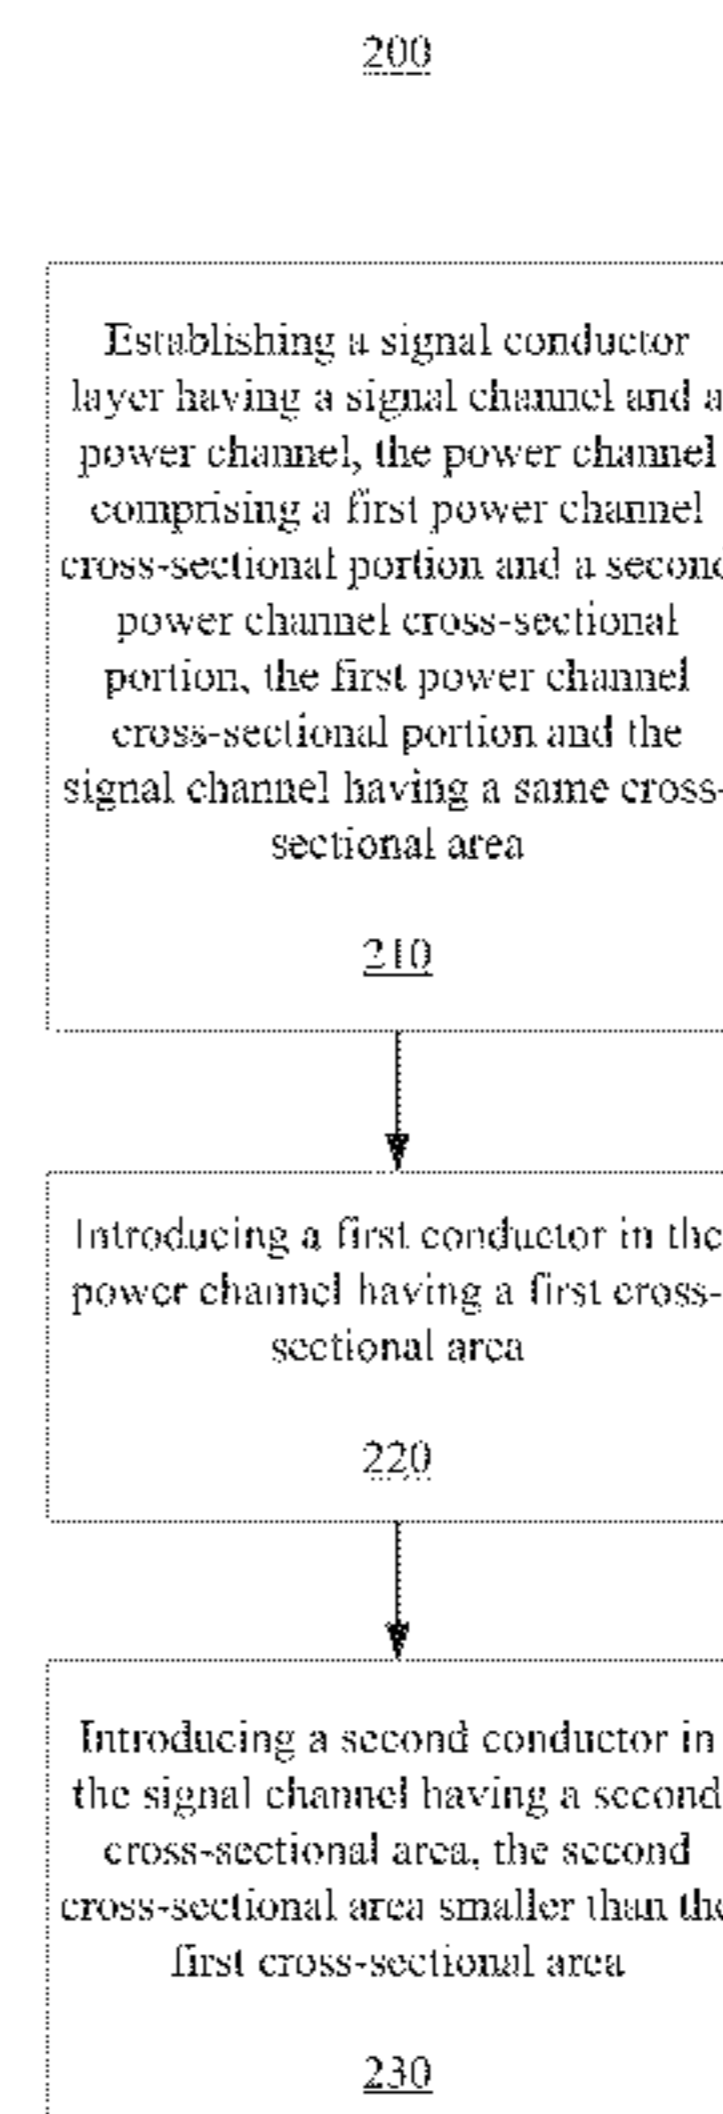 200
Establishing a signal conductor
layer having a signal channel and a
power channel, the power channel
comprising a first power channel
cross-sectional portion and a second
power channel cross-sectional
portion, the first power channel
cross-sectional portion and the
signal channel having a same cross-
sectional area
210
Introducing a first conductor in the
power channel having a first cross-
sectional area
220
Introducing a second conductor in
the signal channel having a second
cross-sectional area, the second
cross-sectional area smaller than the
first cross-sectional area
230